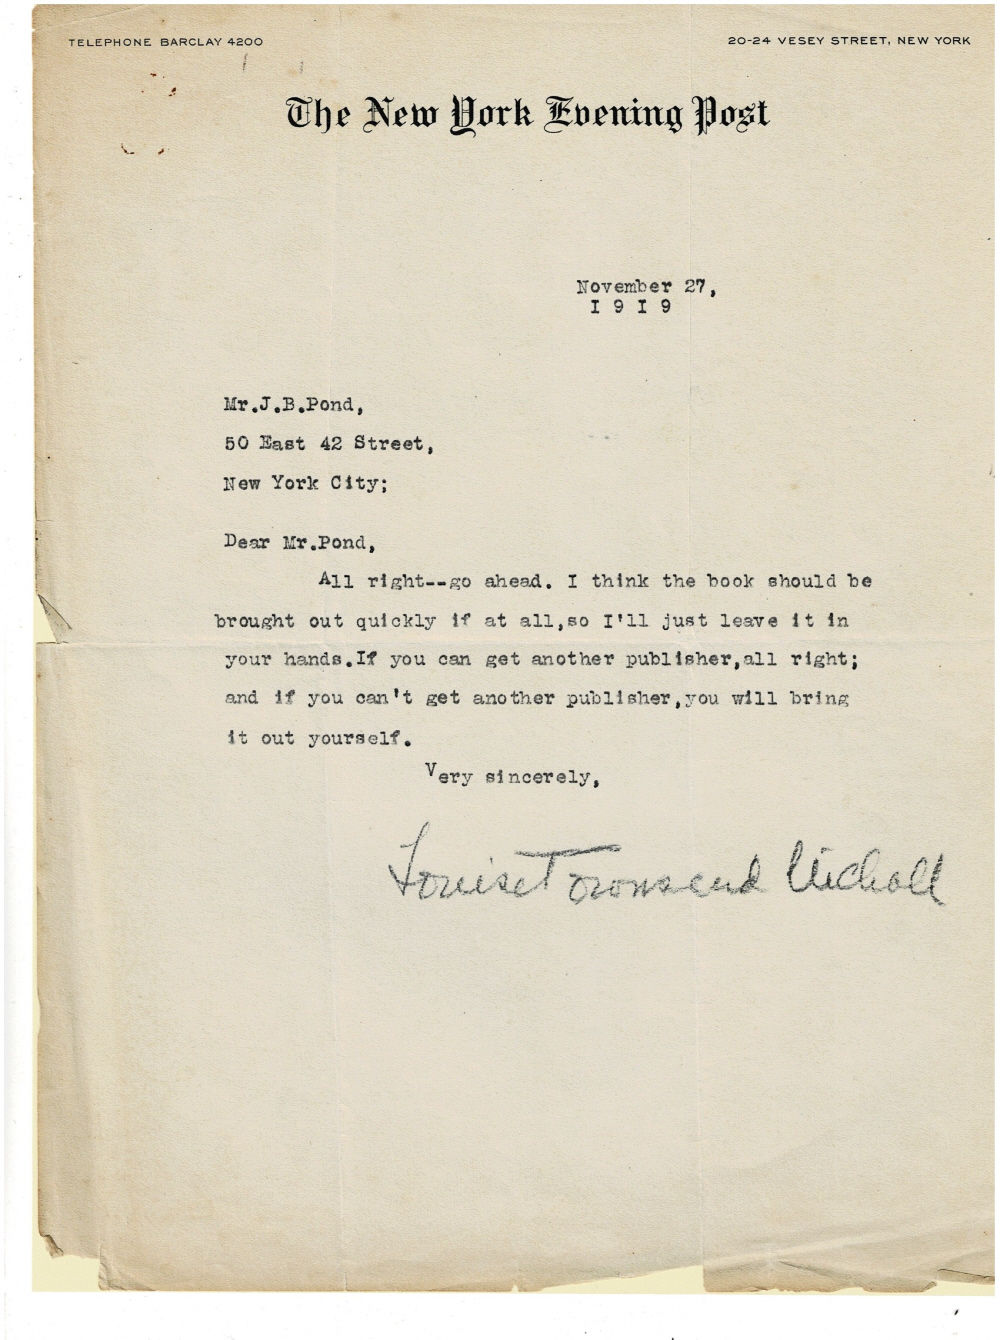 TELEPHONE BARCLAY 4200
20-24 VESEY STREET, NEW YORK
The New York Evening Post
November 27,
I 9 I 9
Mr.J.B.Pond,
50 East 42 Street,
New York City;
Dear Mr.Pond,
All right--go ahead. I think the book should be
brought out quickly if at all,so I'll just leave it in
your hands.If you can get another publisher,all right;
and if you can't get another publisher,you will bring
it out yourself.
Very sincerely,
Louise Townsend Nicholl